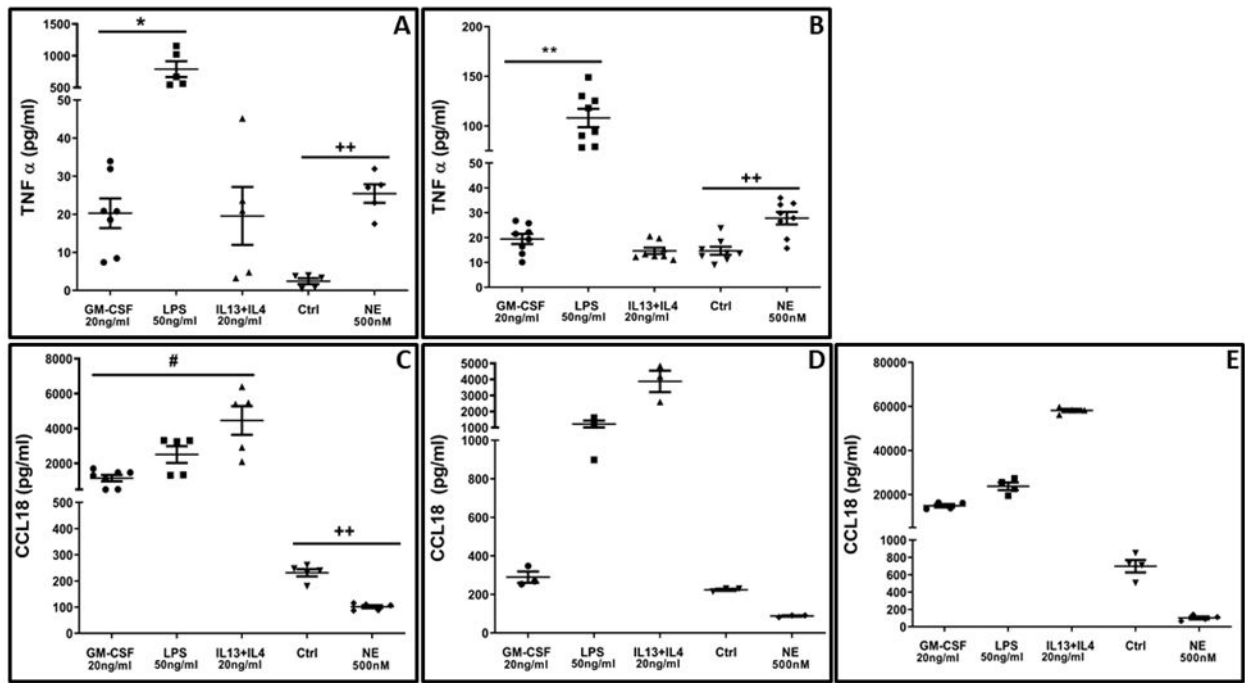 A
TNF α (pg/ml)
1500
1000
500
50
40
30
20
10
0
*
++
GM-CSF LPS IL13+IL4 Ctrl NE
20ng/ml 50ng/ml 20ng/ml 500nM
B
TNF α (pg/ml)
200
150
100
50
40
30
20
10
0
**
++
GM-CSF LPS IL13+IL4 Ctrl NE
20ng/ml 50ng/ml 20ng/ml 500nM
C
CCL18 (pg/ml)
8000
6000
4000
2000
500
400
300
200
100
0
#
++
GM-CSF LPS IL13+IL4 Ctrl NE
20ng/ml 50ng/ml 20ng/ml 500nM
D
CCL18 (pg/ml)
5000
4000
3000
2000
1000
1000
800
600
400
200
0
GM-CSF LPS IL13+IL4 Ctrl NE
20ng/ml 50ng/ml 20ng/ml 500nM
E
CCL18 (pg/ml)
80000
60000
40000
20000
1000
800
600
400
200
0
GM-CSF LPS IL13+IL4 Ctrl NE
20ng/ml 50ng/ml 20ng/ml 500nM